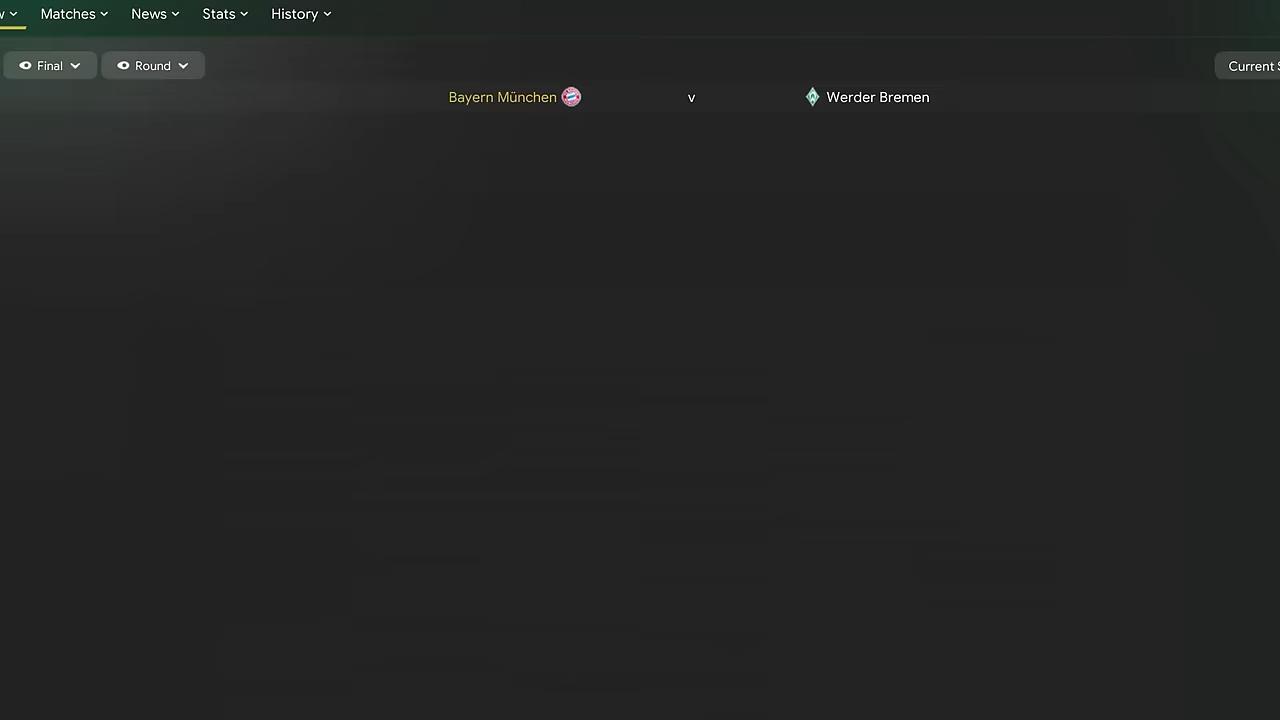 Matches News Stats History
Final Round Current
Bayern München v Werder Bremen